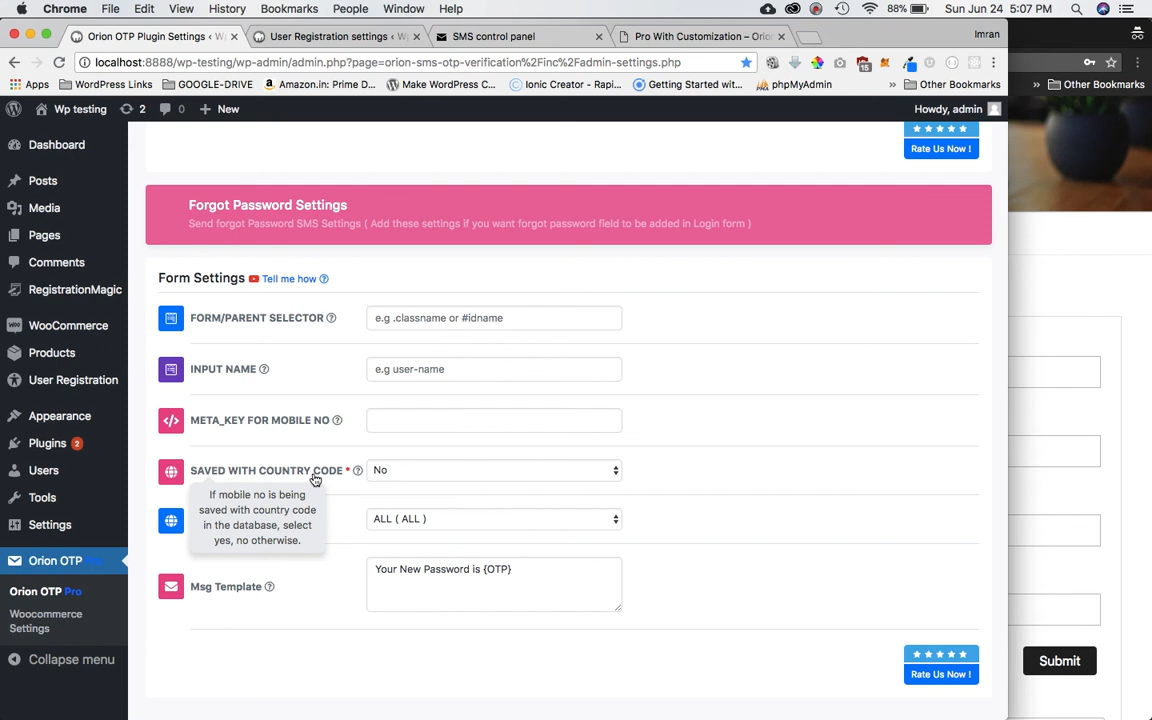 Chrome File Edit View History Bookmarks People Window Help 88% Sun Jun 24 5:07 PM
Orion OTP Plugin Settings ‹ W
User Registration settings ‹ W
SMS control panel
Pro With Customization – Orio
Imran
localhost:8888/wp-testing/wp-admin/admin.php?page=orion-sms-otp-verification%2Finc%2Fadmin-settings.php
15
Apps WordPress Links GOOGLE-DRIVE Amazon.in: Prime D... Make WordPress C... Ionic Creator - Rapi... Getting Started wit... phpMyAdmin » Other Bookmarks
» Other Bookmarks
Wp testing 2 0 New Howdy, admin
Dashboard
Posts
Media
Pages
Comments
RegistrationMagic
WooCommerce
Products
User Registration
Appearance
Plugins 2
Users
Tools
Settings
Orion OTP Pro
Orion OTP Pro
Woocommerce
Settings
Collapse menu
Rate Us Now !
Forgot Password Settings
Send forgot Password SMS Settings ( Add these settings if you want forgot password field to be added in Login form )
Form Settings Tell me how
FORM/PARENT SELECTOR
e.g .classname or #idname
INPUT NAME
e.g user-name
META_KEY FOR MOBILE NO
SAVED WITH COUNTRY CODE *
No
If mobile no is being
saved with country code
in the database, select
yes, no otherwise.
ALL ( ALL )
Msg Template
Your New Password is {OTP}
Rate Us Now !
Submit